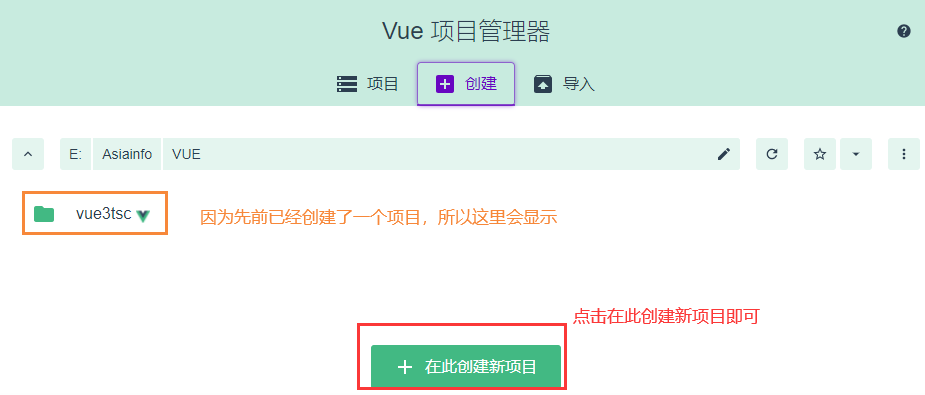 Vue 项目管理器
项目 创建 导入
E: Asiainfo VUE
vue3tsc 因为先前已经创建了一个项目，所以这里会显示
点击在此创建新项目即可
在此创建新项目